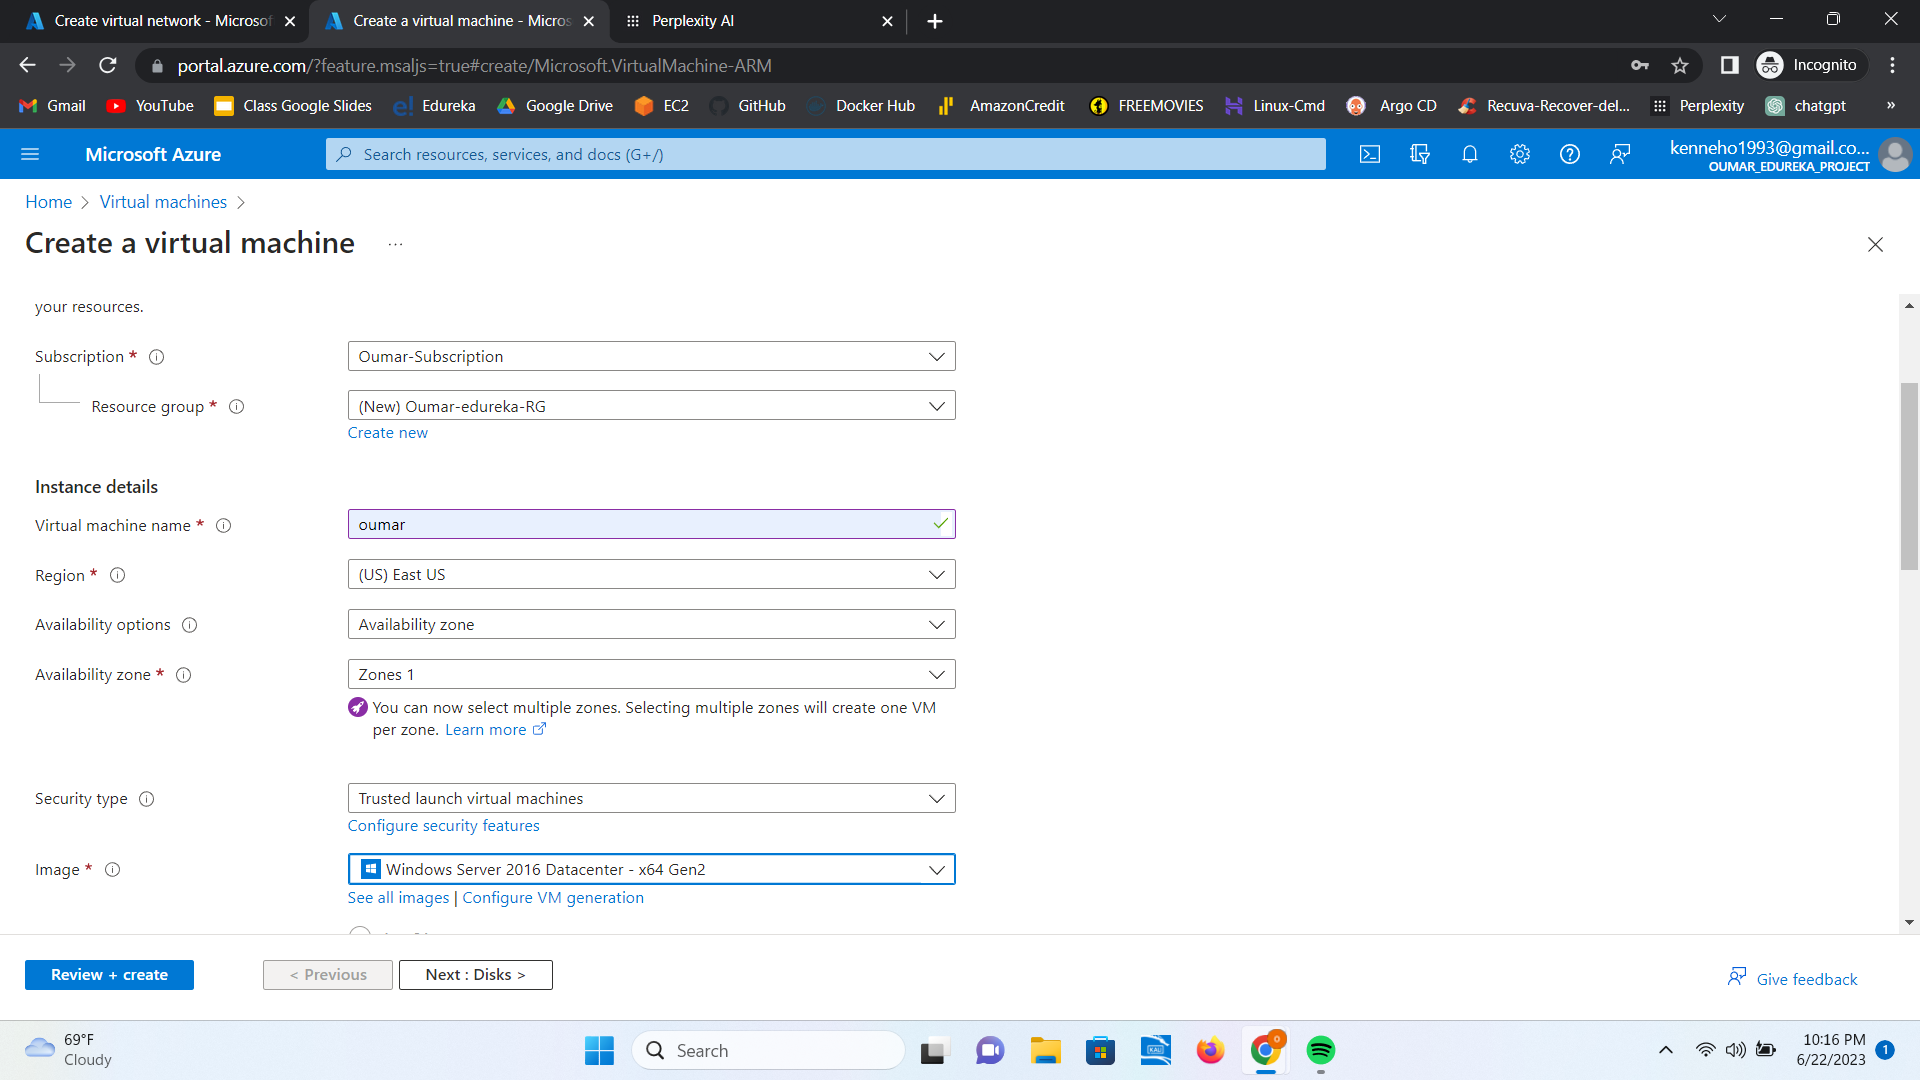 Create virtual network - Microsof
Create a virtual machine - Micros
Perplexity AI
portal.azure.com/?feature.msaljs=true#create/Microsoft.VirtualMachine-ARM
Incognito
Gmail
YouTube
Class Google Slides
Edureka
Google Drive
EC2
GitHub
Docker Hub
AmazonCredit
FREEMOVIES
Linux-Cmd
Argo CD
Recuva-Recover-del...
Perplexity
chatgpt
»
Microsoft Azure
Search resources, services, and docs (G+/)
kenneho1993@gmail.co...
OUMAR_EDUREKA_PROJECT
Home > Virtual machines >
Create a virtual machine ...
your resources.
Subscription *
Oumar-Subscription
Resource group *
(New) Oumar-edureka-RG
Create new
Instance details
Virtual machine name *
oumar
Region *
(US) East US
Availability options
Availability zone
Availability zone *
Zones 1
You can now select multiple zones. Selecting multiple zones will create one VM
per zone. Learn more
Security type
Trusted launch virtual machines
Configure security features
Image *
Windows Server 2016 Datacenter - x64 Gen2
See all images | Configure VM generation
Review + create
< Previous
Next : Disks >
Give feedback
69°F
Cloudy
Search
10:16 PM
6/22/2023
1